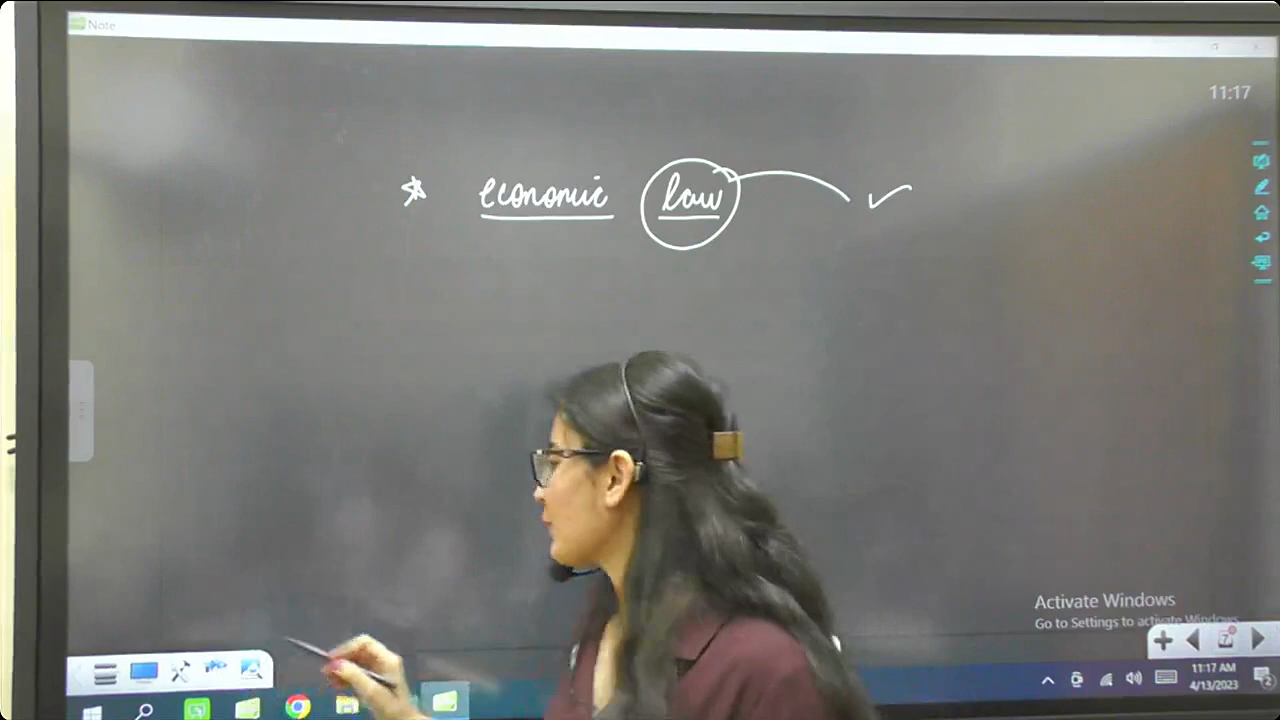 Note
11:17
☆ economic law ✓
Activate Windows
Go to Settings to activate Windows.
11:17 AM
4/13/2023